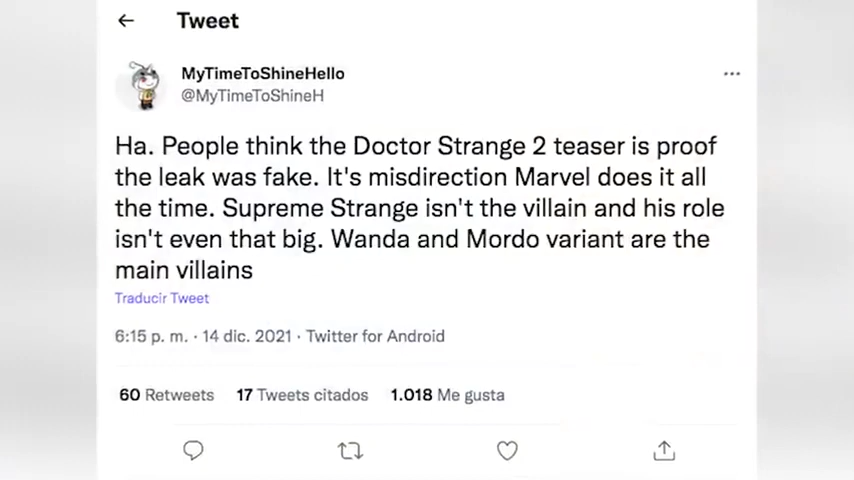 Tweet
MyTimeToShineHello
@MyTimeToShineH
Ha. People think the Doctor Strange 2 teaser is proof
the leak was fake. It's misdirection Marvel does it all
the time. Supreme Strange isn't the villain and his role
isn't even that big. Wanda and Mordo variant are the
main villains
Traducir Tweet
6:15 p. m. · 14 dic. 2021 · Twitter for Android
60 Retweets 17 Tweets citados 1.018 Me gusta